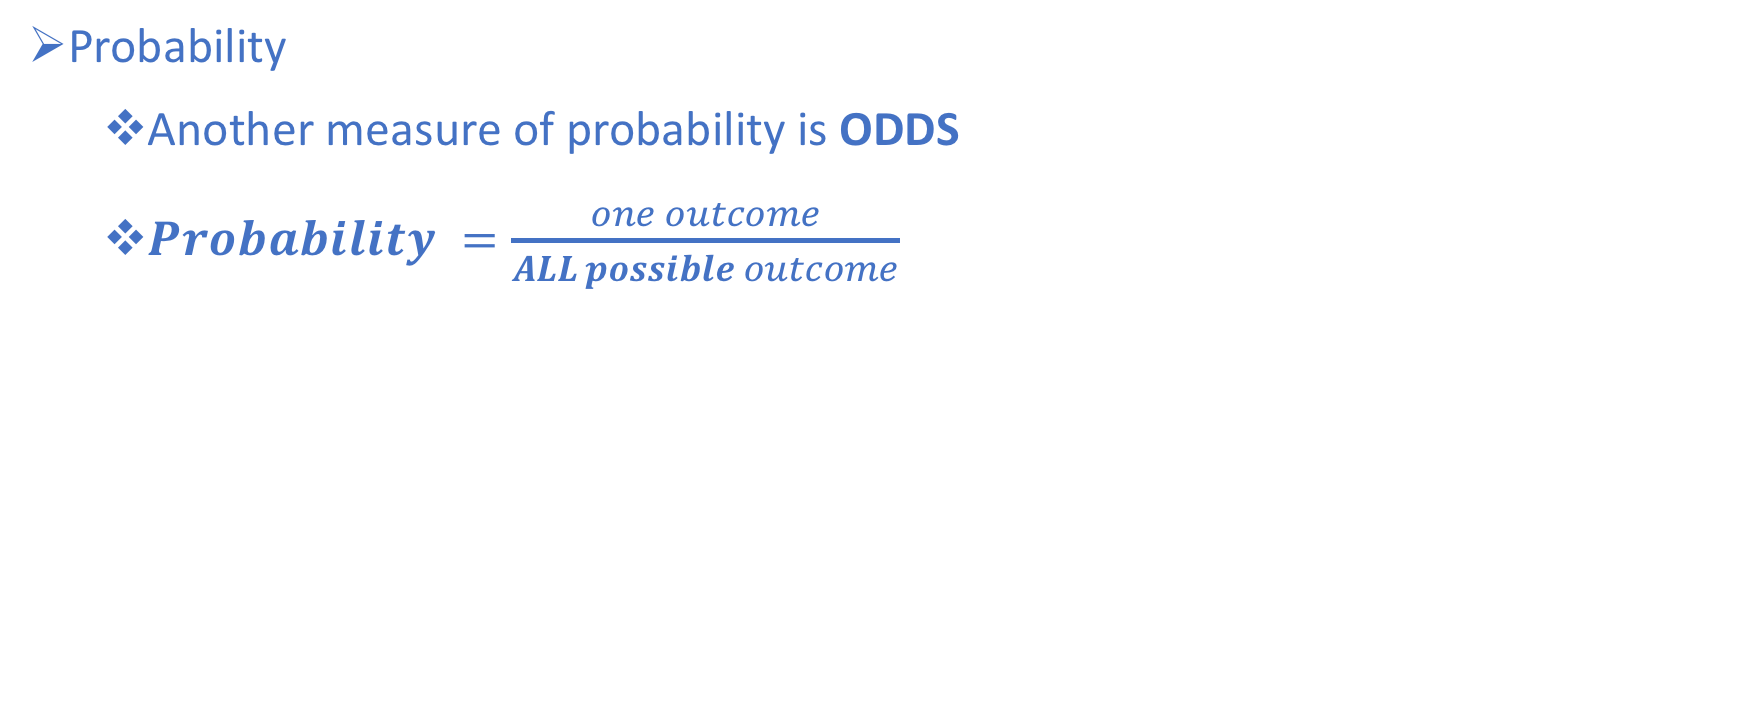 ➢Probability
❖Another measure of probability is ODDS
❖Probability = one outcome / ALL possible outcome